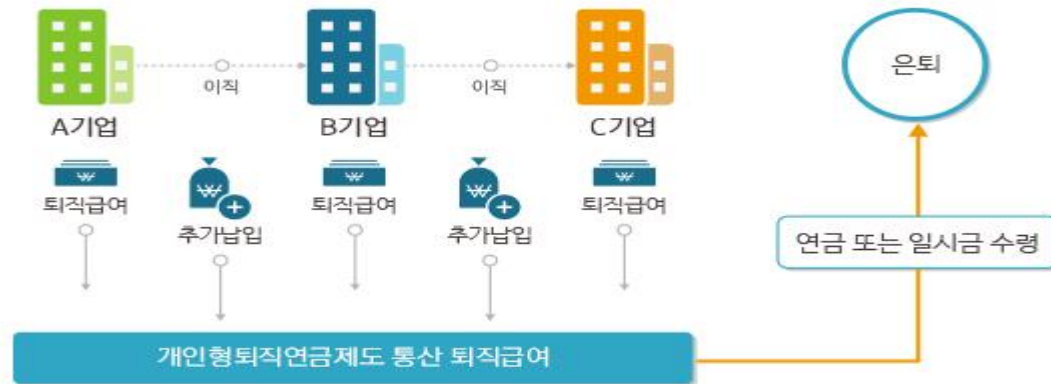 은퇴
이직
이직
A기업
B기업
C기업
₩
₩
₩
₩
₩
퇴직급여
추가납입
퇴직급여
추가납입
퇴직급여
연금 또는 일시금 수령
개인형퇴직연금제도 통산 퇴직급여